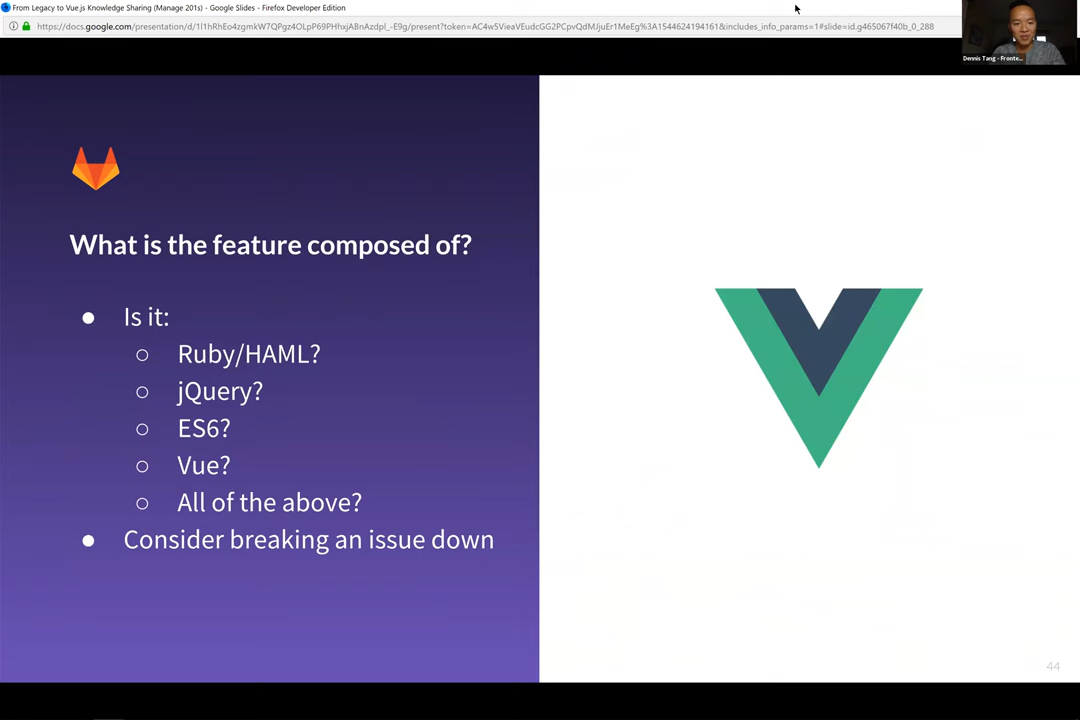 From Legacy to Vue.js Knowledge Sharing (Manage 201s) - Google Slides - Firefox Developer Edition
https://docs.google.com/presentation/d/1l1hRhEo4zgmkW7QPgz4OLpP69PHhxjA8nAzdpl_-E9g/present?token=AC4w5VieaVEudcGG2PCpvQdMJjuEr1MeEg%3A1544624194161&includes_info_params=1#slide=id.g465067f40b_0_288
Dennis Tang - Fronte...
What is the feature composed of?
● Is it:
○ Ruby/HAML?
○ jQuery?
○ ES6?
○ Vue?
○ All of the above?
● Consider breaking an issue down
44